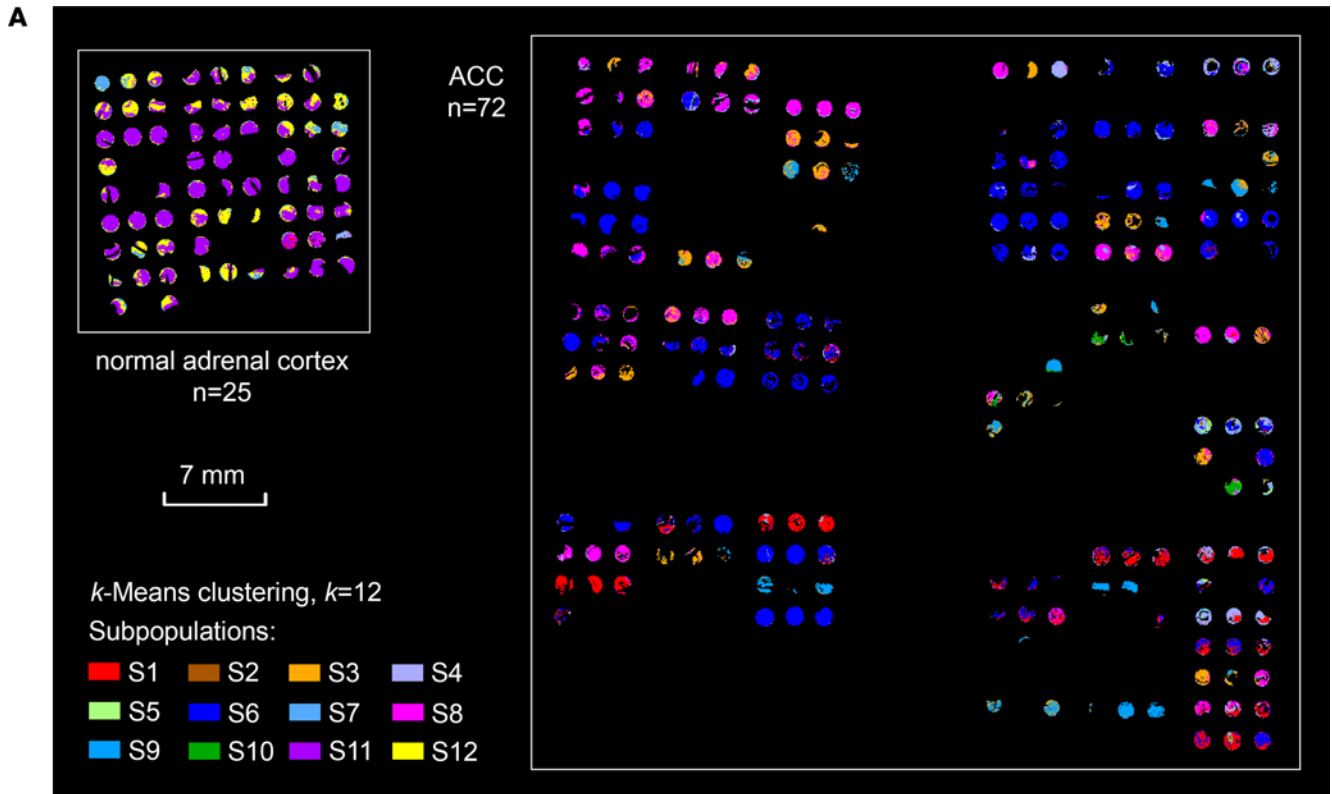 A
ACC
n=72
normal adrenal cortex
n=25
7 mm
k-Means clustering, k=12
Subpopulations:
S1 S2 S3 S4
S5 S6 S7 S8
S9 S10 S11 S12